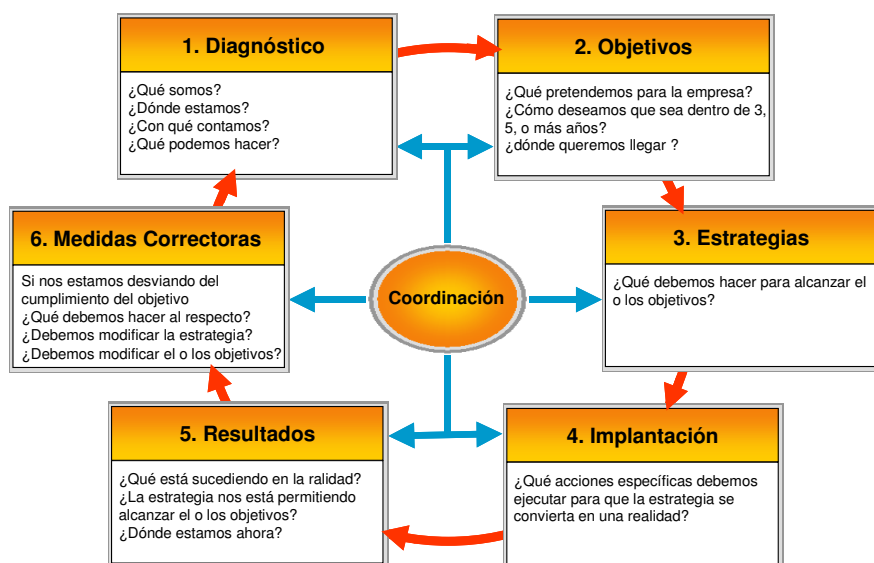 1. Diagnóstico
¿Qué somos?
¿Dónde estamos?
¿Con qué contamos?
¿Qué podemos hacer?
2. Objetivos
¿Qué pretendemos para la empresa?
¿Cómo deseamos que sea dentro de 3,
5, o más años?
¿dónde queremos llegar ?
3. Estrategias
¿Qué debemos hacer para alcanzar el
o los objetivos?
4. Implantación
¿Qué acciones específicas debemos
ejecutar para que la estrategia se
convierta en una realidad?
5. Resultados
¿Qué está sucediendo en la ralidad?
¿La estrategia nos está permitiendo
alcanzar el o los objetivos?
¿Dónde estamos ahora?
6. Medidas Correctoras
Si nos estamos desviando del
cumplimiento del objetivo
¿Qué debemos hacer al respecto?
¿Debemos modificar la estrategia?
¿Debemos modificar el o los objetivos?
Coordinación